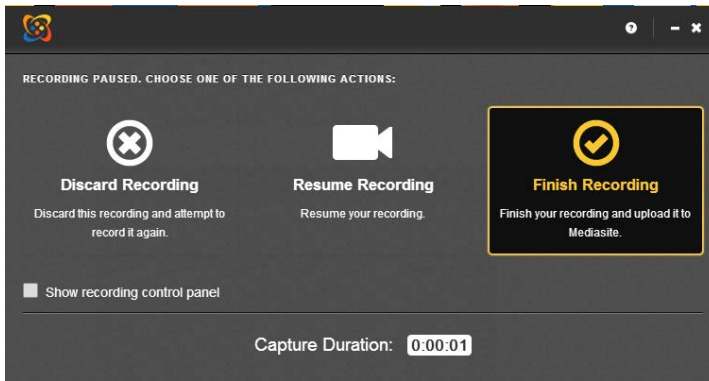 RECORDING PAUSED. CHOOSE ONE OF THE FOLLOWING ACTIONS:
Discard Recording
Discard this recording and attempt to
record it again.
Resume Recording
Resume your recording.
Finish Recording
Finish your recording and upload it to
Mediasite.
Show recording control panel
Capture Duration: 0:00:01